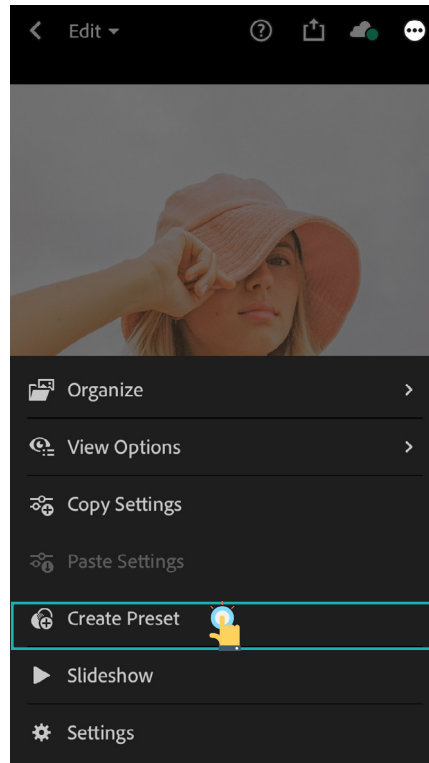 Edit
Organize
View Options
Copy Settings
Paste Settings
Create Preset
Slideshow
Settings